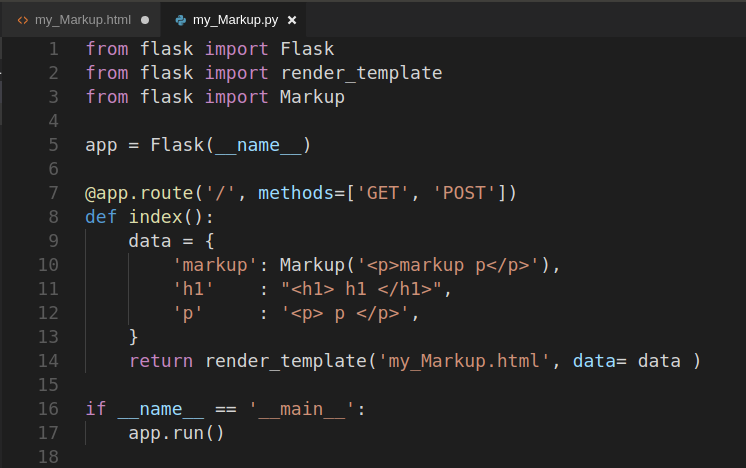 <> my_Markup.html ● my_Markup.py ×
1 from flask import Flask
2 from flask import render_template
3 from flask import Markup
4
5 app = Flask(__name__)
6
7 @app.route('/', methods=['GET', 'POST'])
8 def index():
9     data = {
10         'markup': Markup('<p>markup p</p>'),
11         'h1'    : "<h1> h1 </h1>",
12         'p'     : '<p> p </p>',
13     }
14     return render_template('my_Markup.html', data= data )
15
16 if __name__ == '__main__':
17     app.run()
18